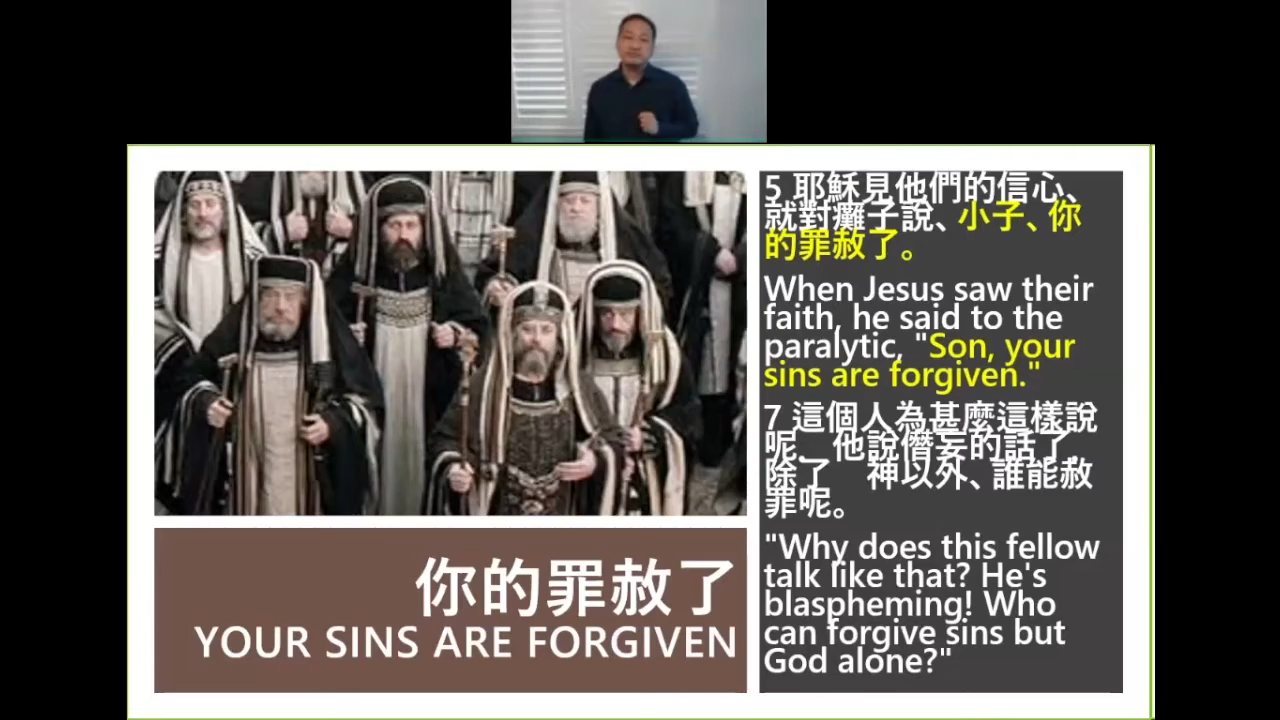 你的罪赦了
YOUR SINS ARE FORGIVEN
5 耶穌見他們的信心、
就對癱子說、小子、你
的罪赦了。
When Jesus saw their
faith, he said to the
paralytic, "Son, your
sins are forgiven."
7 這個人為甚麼這樣說
呢．他說僭妄的話了．
除了　神以外、誰能赦
罪呢。
"Why does this fellow
talk like that? He's
blaspheming! Who
can forgive sins but
God alone?"